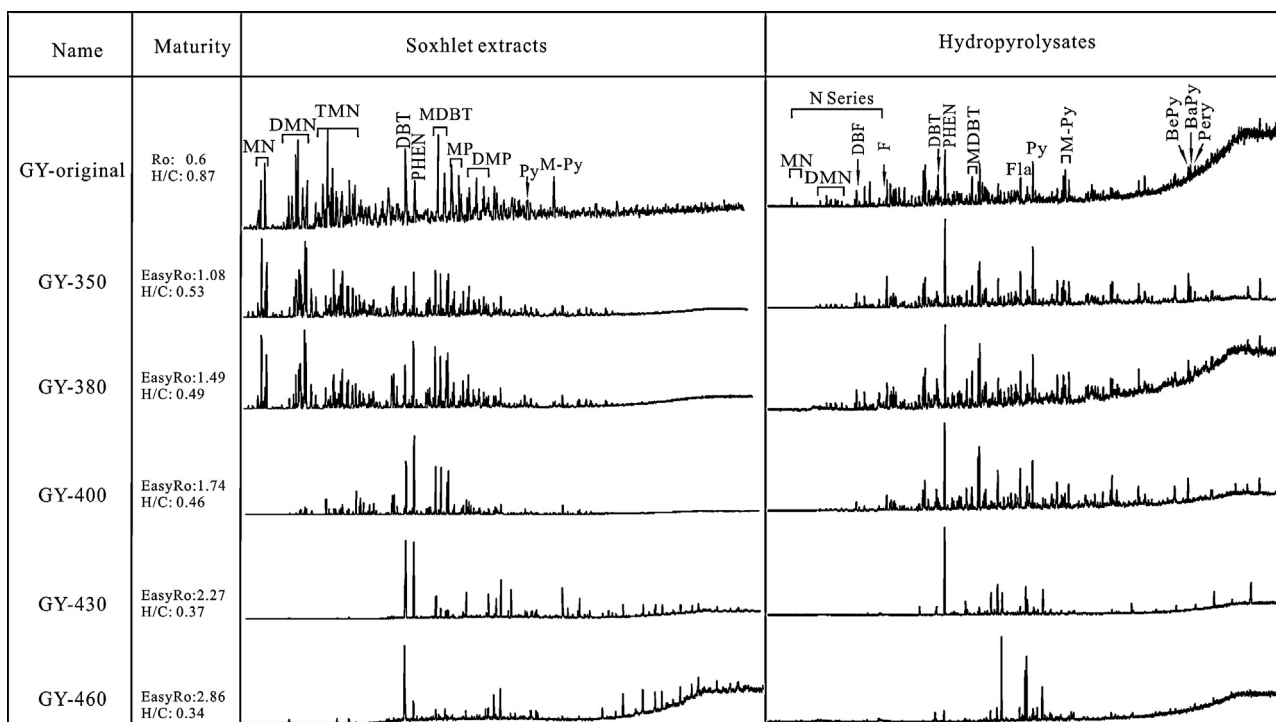 Name
Maturity
Soxhlet extracts
Hydropyrolysates
GY-original
Ro: 0.6
H/C: 0.87
MN
DMN
TMN
DBT
PHEN
MDBT
MP
DMP
Py
M-Py
N Series
MN
DMN
DBF
F
DBT
PHEN
MDBT
Fla
Py
M-Py
BePy
BaPy
Pery
GY-350
EasyRo:1.08
H/C: 0.53
GY-380
EasyRo:1.49
H/C: 0.49
GY-400
EasyRo:1.74
H/C: 0.46
GY-430
EasyRo:2.27
H/C: 0.37
GY-460
EasyRo:2.86
H/C: 0.34